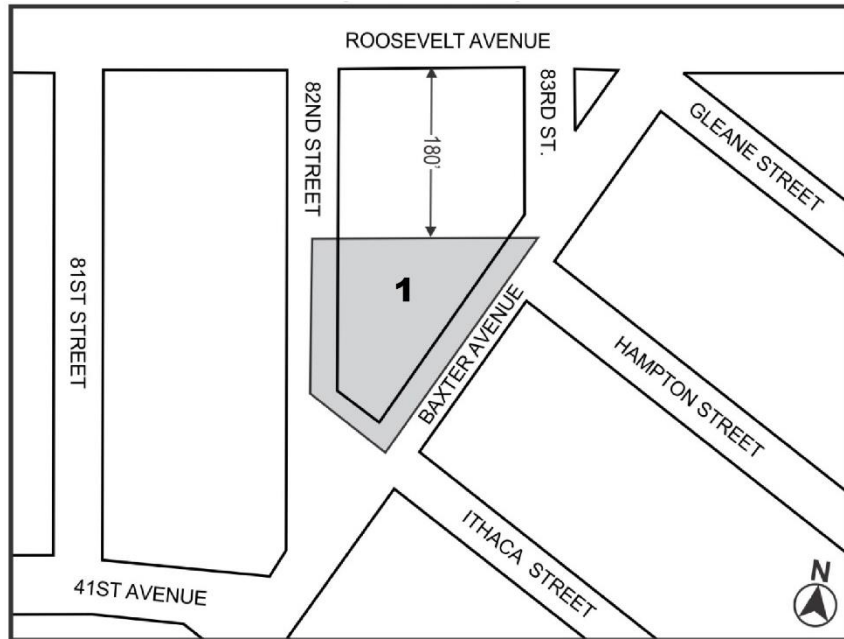 ROOSEVELT AVENUE
81ST STREET
82ND STREET
180'
83RD ST.
GLEANE STREET
1
BAXTER AVENUE
HAMPTON STREET
ITHACA STREET
41ST AVENUE
N